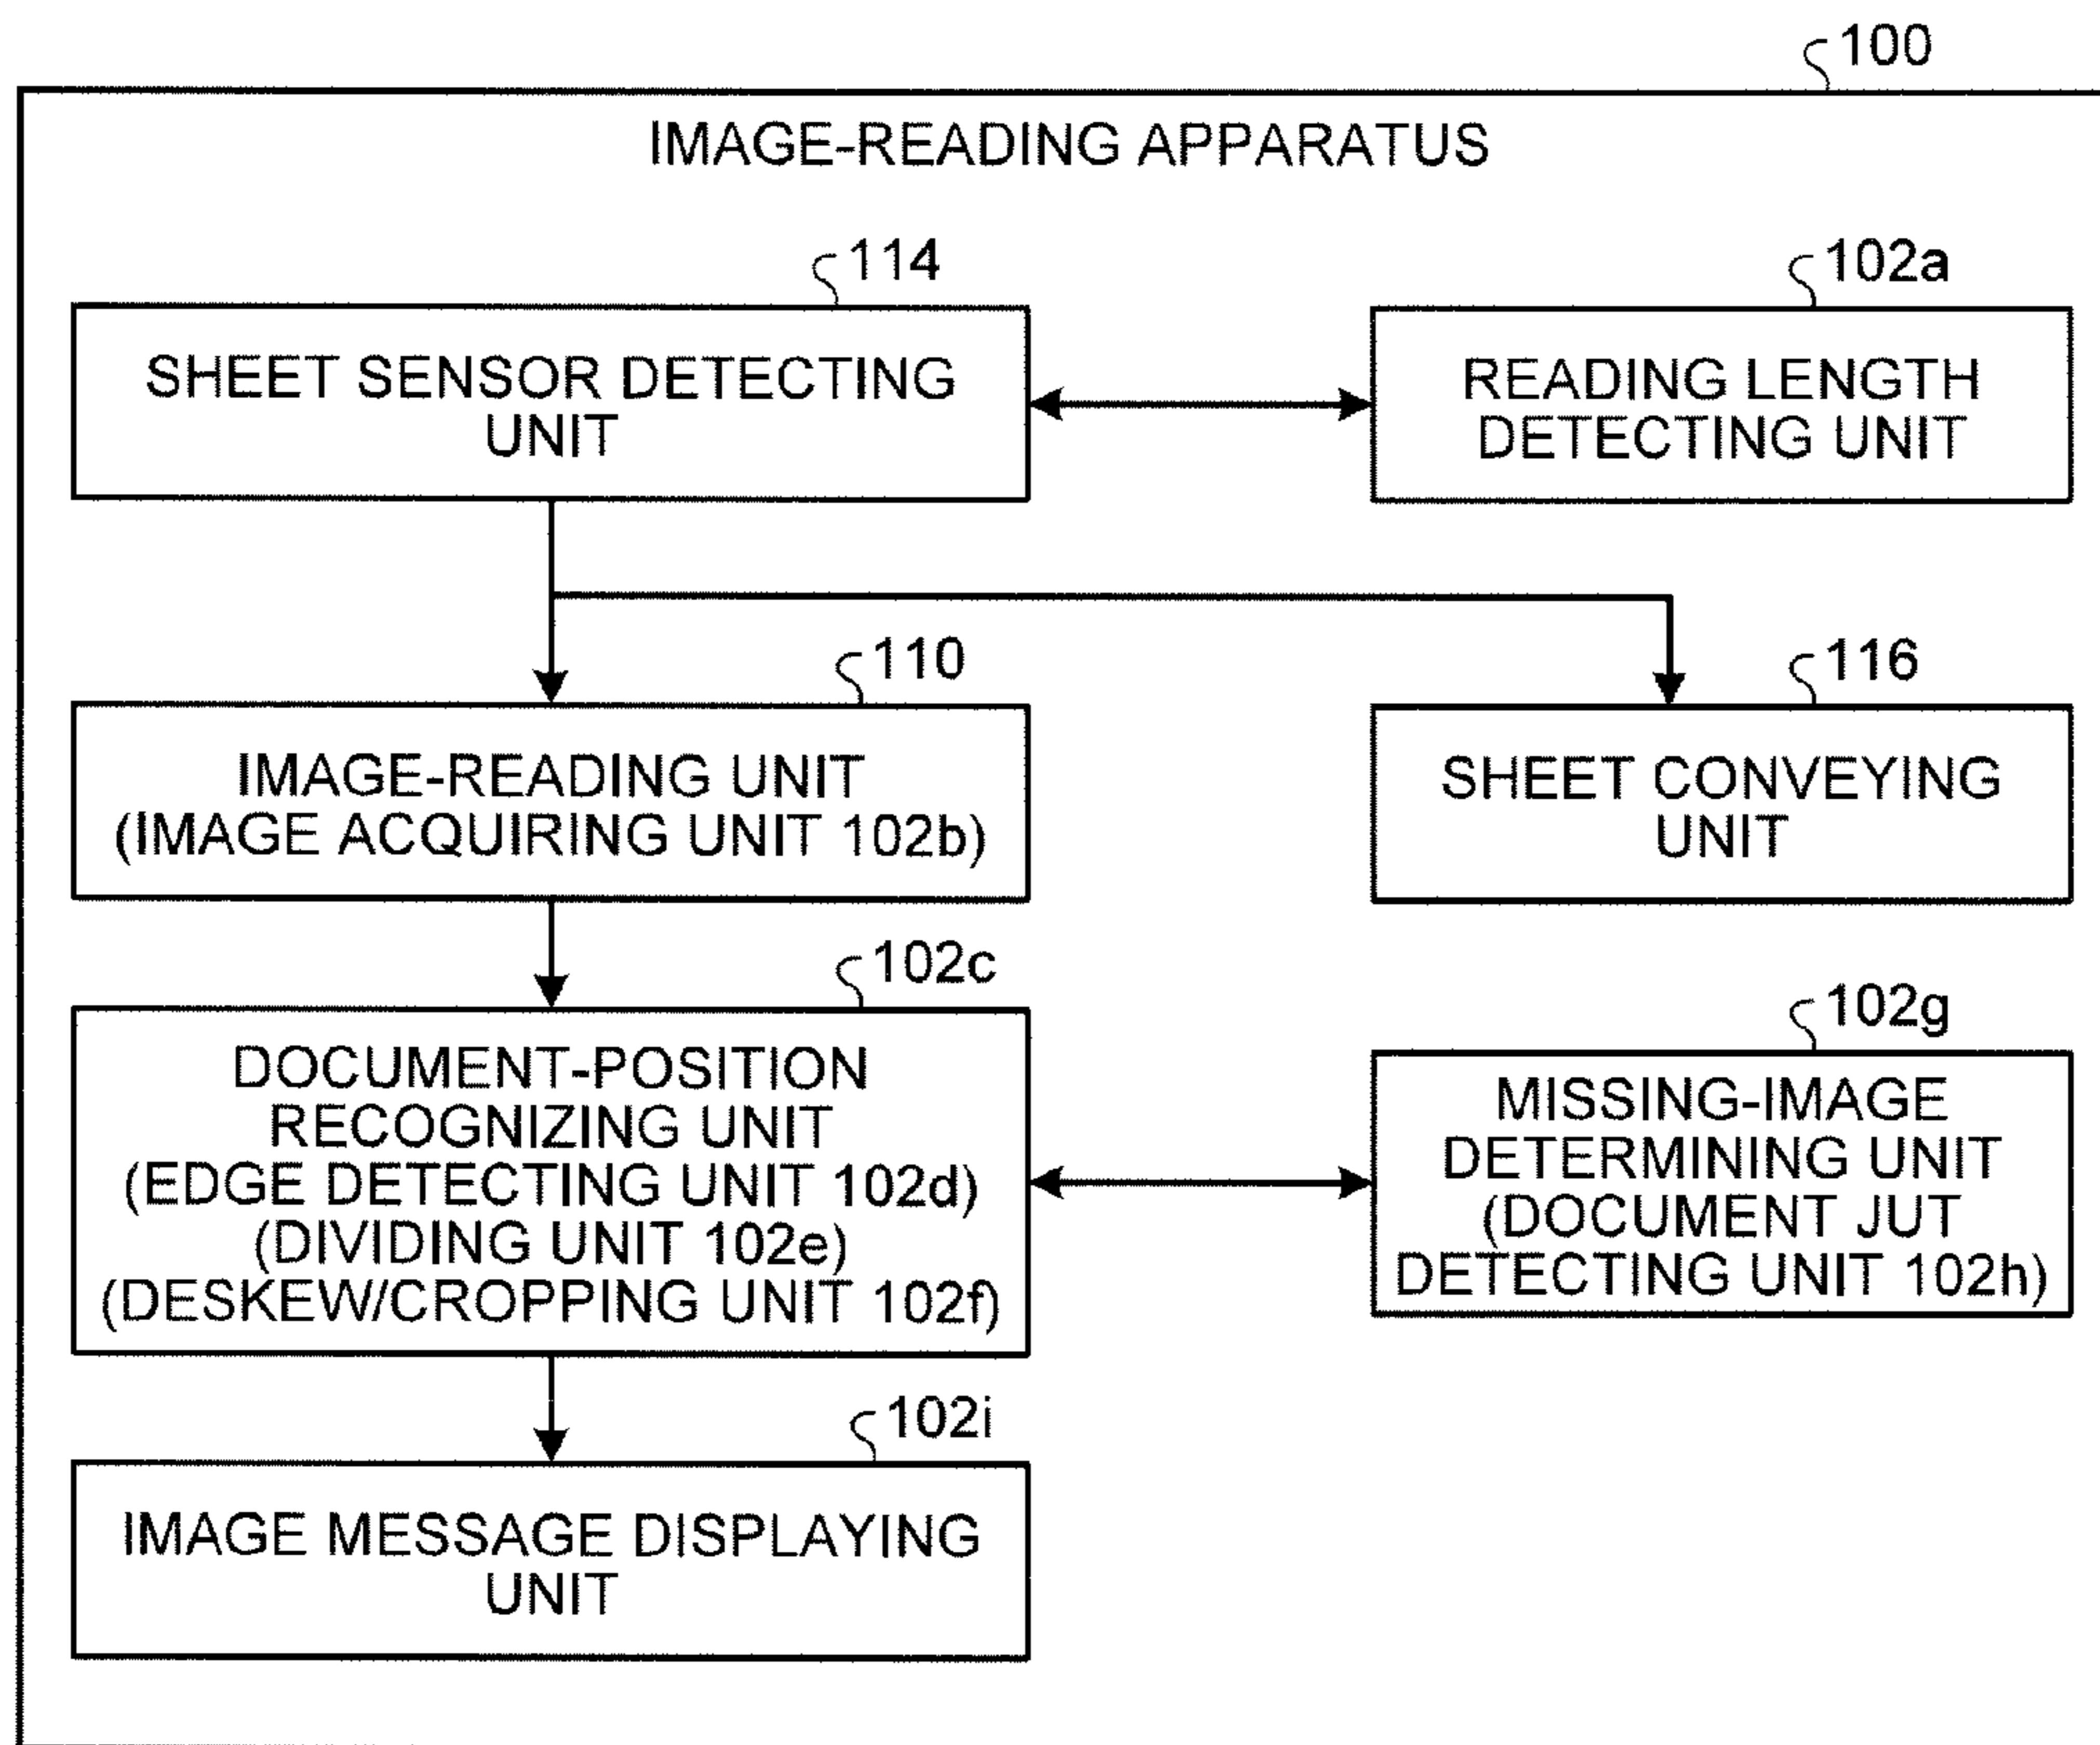 100
IMAGE-READING APPARATUS
114
SHEET SENSOR DETECTING
UNIT
102a
READING LENGTH
DETECTING UNIT
110
IMAGE-READING UNIT
(IMAGE ACQUIRING UNIT 102b)
116
SHEET CONVEYING
UNIT
102c
DOCUMENT-POSITION
RECOGNIZING UNIT
(EDGE DETECTING UNIT 102d)
(DIVIDING UNIT 102e)
(DESKEW/CROPPING UNIT 102f)
102g
MISSING-IMAGE
DETERMINING UNIT
(DOCUMENT JUT
DETECTING UNIT 102h)
102i
IMAGE MESSAGE DISPLAYING
UNIT